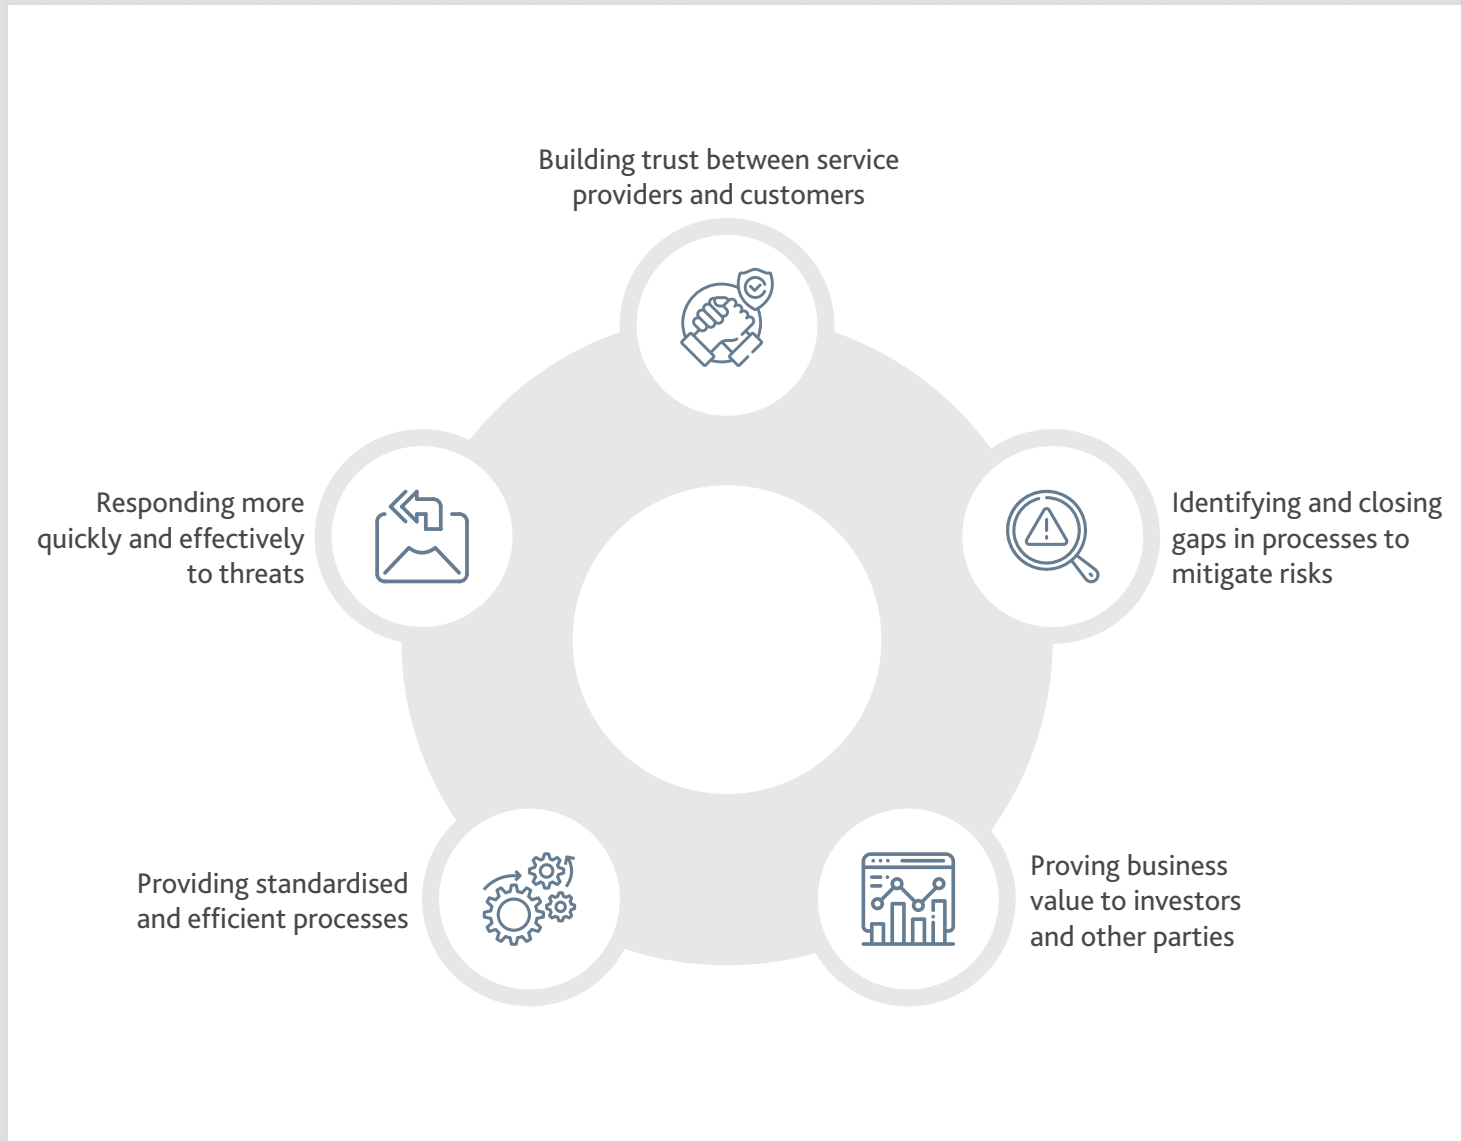 Building trust between service
providers and customers
Responding more
quickly and effectively
to threats
Identifying and closing
gaps in processes to
mitigate risks
Providing standardised
and efficient processes
Proving business
value to investors
and other parties